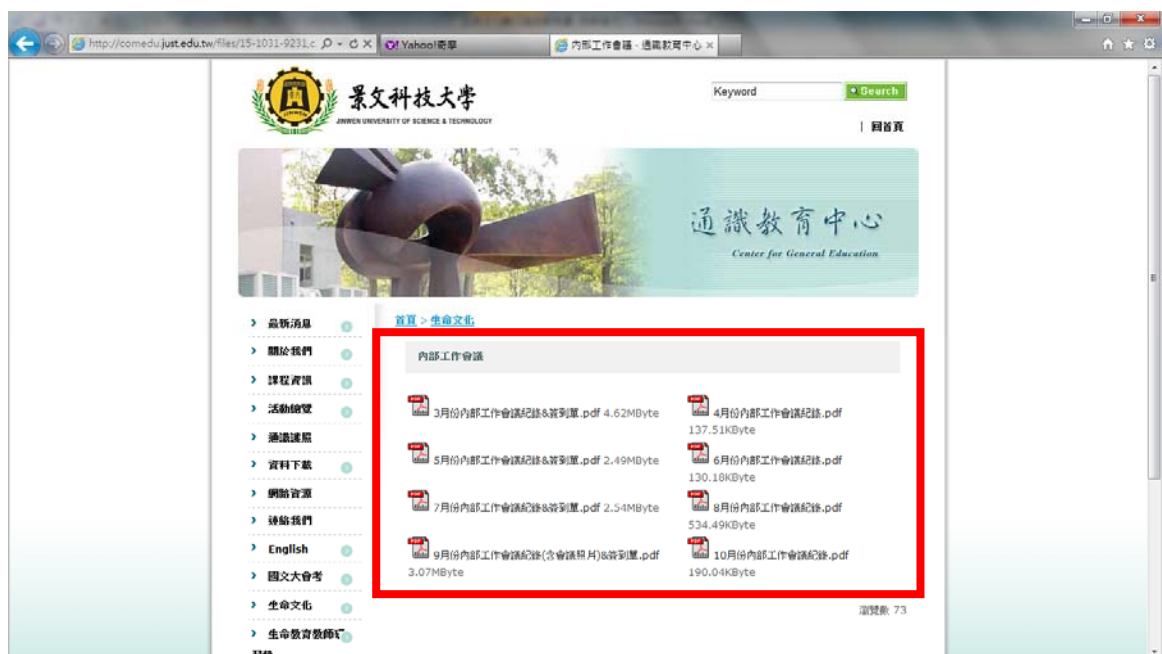 http://comedu.just.edu.tw/files/15-1031-9231,c
Yahoo!奇摩
內部工作會議 - 通識教育中心
景文科技大學
JINWEN UNIVERSITY OF SCIENCE & TECHNOLOGY
Keyword
Search
| 回首頁
通識教育中心
Center for General Education
首頁 > 生命文化
最新消息
關於我們
課程資訊
活動總覽
通識護照
資料下載
網路資源
連絡我們
English
國文大會考
生命文化
生命教育教師
內部工作會議
3月份內部工作會議紀錄&簽到單.pdf 4.62MByte
4月份內部工作會議紀錄.pdf
137.51KByte
5月份內部工作會議紀錄&簽到單.pdf 2.49MByte
6月份內部工作會議紀錄.pdf
130.18KByte
7月份內部工作會議紀錄&簽到單.pdf 2.54MByte
8月份內部工作會議紀錄.pdf
534.49KByte
9月份內部工作會議紀錄(含會議照片)&簽到單.pdf
3.07MByte
10月份內部工作會議紀錄.pdf
190.04KByte
瀏覽數 73